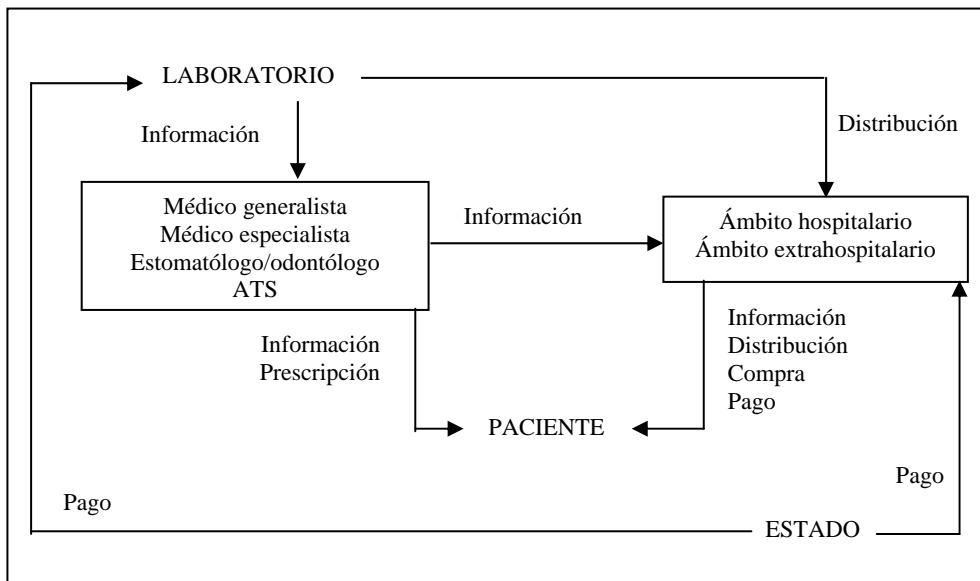 LABORATORIO
Información
Distribución
Médico generalista
Médico especialista
Estomatólogo/odontólogo
ATS
Información
Ámbito hospitalario
Ámbito extrahospitalario
Información
Prescripción
Información
Distribución
Compra
Pago
PACIENTE
Pago
Pago
ESTADO